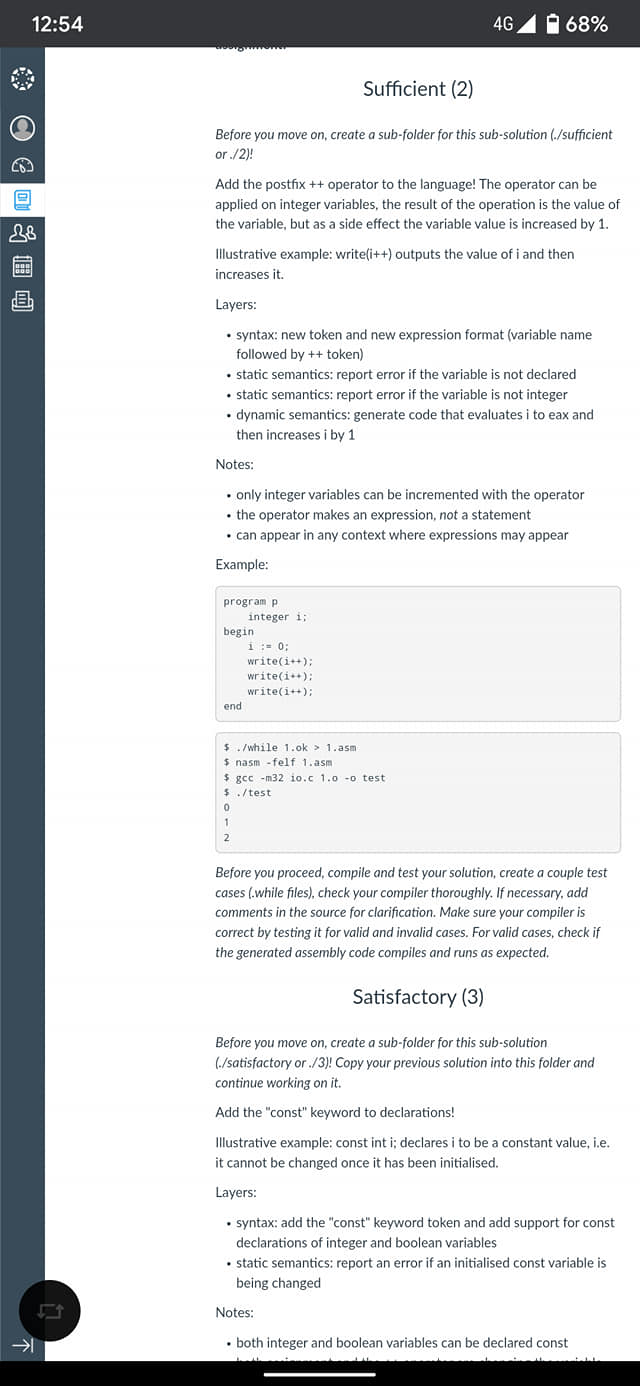 12:54
4G 68%
Sufficient (2)
Before you move on, create a sub-folder for this sub-solution (./sufficient
or ./2)!
Add the postfix ++ operator to the language! The operator can be
applied on integer variables, the result of the operation is the value of
the variable, but as a side effect the variable value is increased by 1.
Illustrative example: write(i++) outputs the value of i and then
increases it.
Layers:
• syntax: new token and new expression format (variable name
followed by ++ token)
• static semantics: report error if the variable is not declared
• static semantics: report error if the variable is not integer
• dynamic semantics: generate code that evaluates i to eax and
then increases i by 1
Notes:
• only integer variables can be incremented with the operator
• the operator makes an expression, not a statement
• can appear in any context where expressions may appear
Example:
program p
integer i;
begin
i := 0;
write(i++);
write(i++);
write(i++);
end
$ ./while 1.ok > 1.asm
$ nasm -felf 1.asm
$ gcc -m32 io.c 1.o -o test
$ ./test
0
1
2
Before you proceed, compile and test your solution, create a couple test
cases (.while files), check your compiler thoroughly. If necessary, add
comments in the source for clarification. Make sure your compiler is
correct by testing it for valid and invalid cases. For valid cases, check if
the generated assembly code compiles and runs as expected.
Satisfactory (3)
Before you move on, create a sub-folder for this sub-solution
(./satisfactory or ./3)! Copy your previous solution into this folder and
continue working on it.
Add the "const" keyword to declarations!
Illustrative example: const int i; declares i to be a constant value, i.e.
it cannot be changed once it has been initialised.
Layers:
• syntax: add the "const" keyword token and add support for const
declarations of integer and boolean variables
• static semantics: report an error if an initialised const variable is
being changed
Notes:
• both integer and boolean variables can be declared const